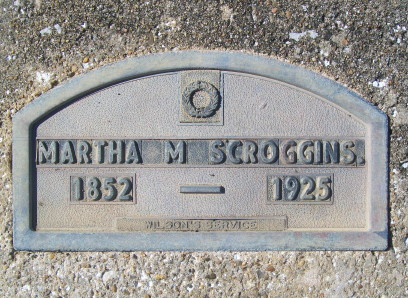 MARTHA M SCROGGINS.
1852 — 1925
WILSON'S SERVICE